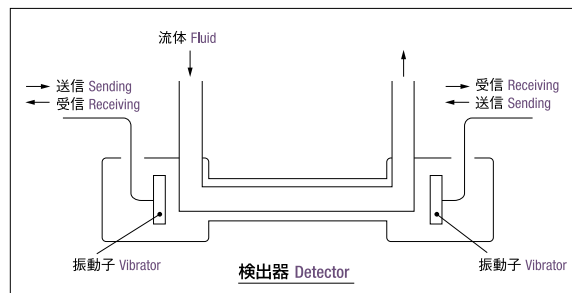 流体 Fluid
送信 Sending
受信 Receiving
受信 Receiving
送信 Sending
振動子 Vibrator
振動子 Vibrator
検出器 Detector